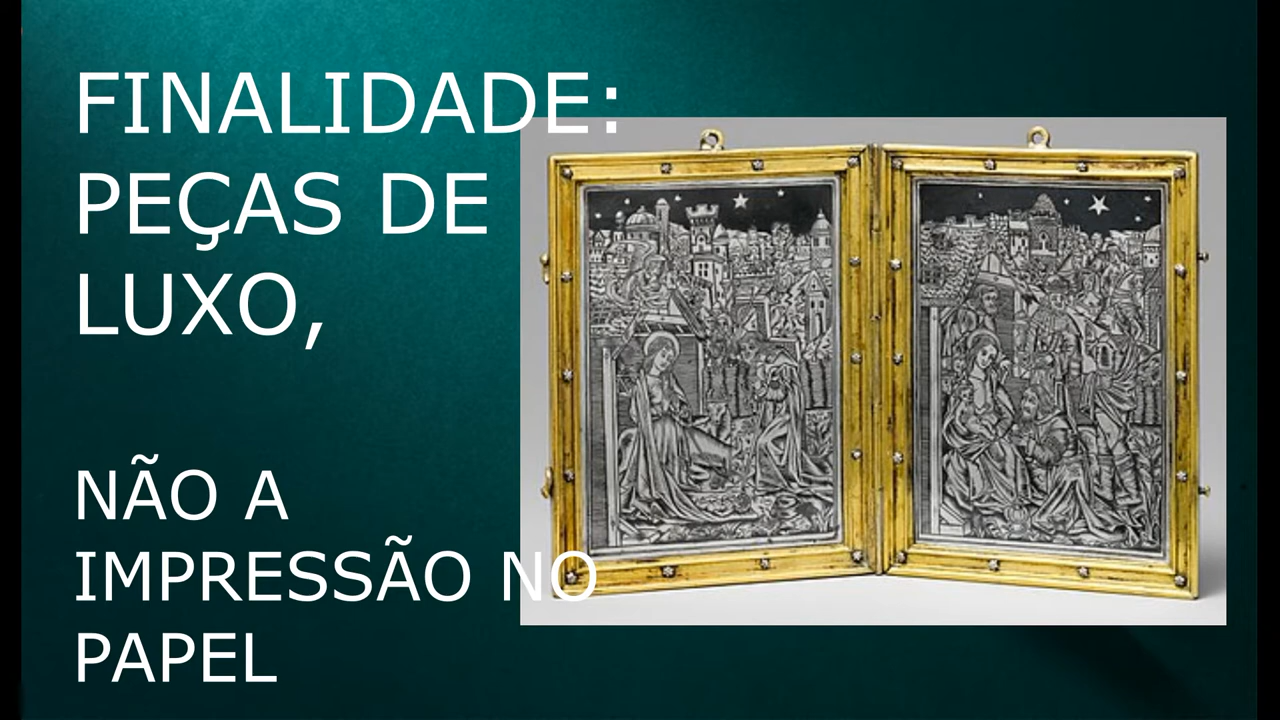 FINALIDADE:
PEÇAS DE
LUXO,
NÃO A
IMPRESSÃO NO
PAPEL